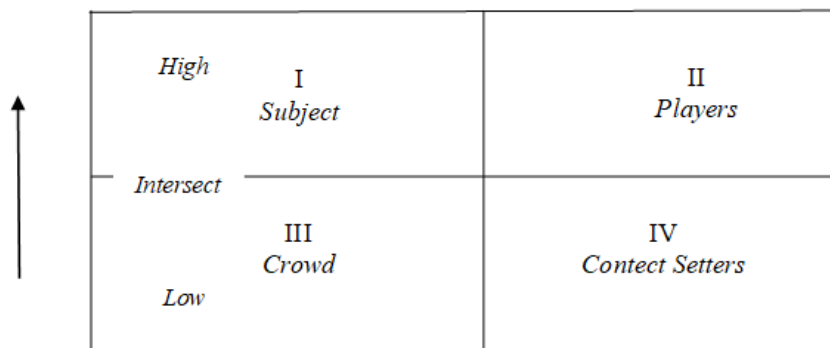 High
I
Subject
II
Players
Intersect
III
Crowd
IV
Contect Setters
Low